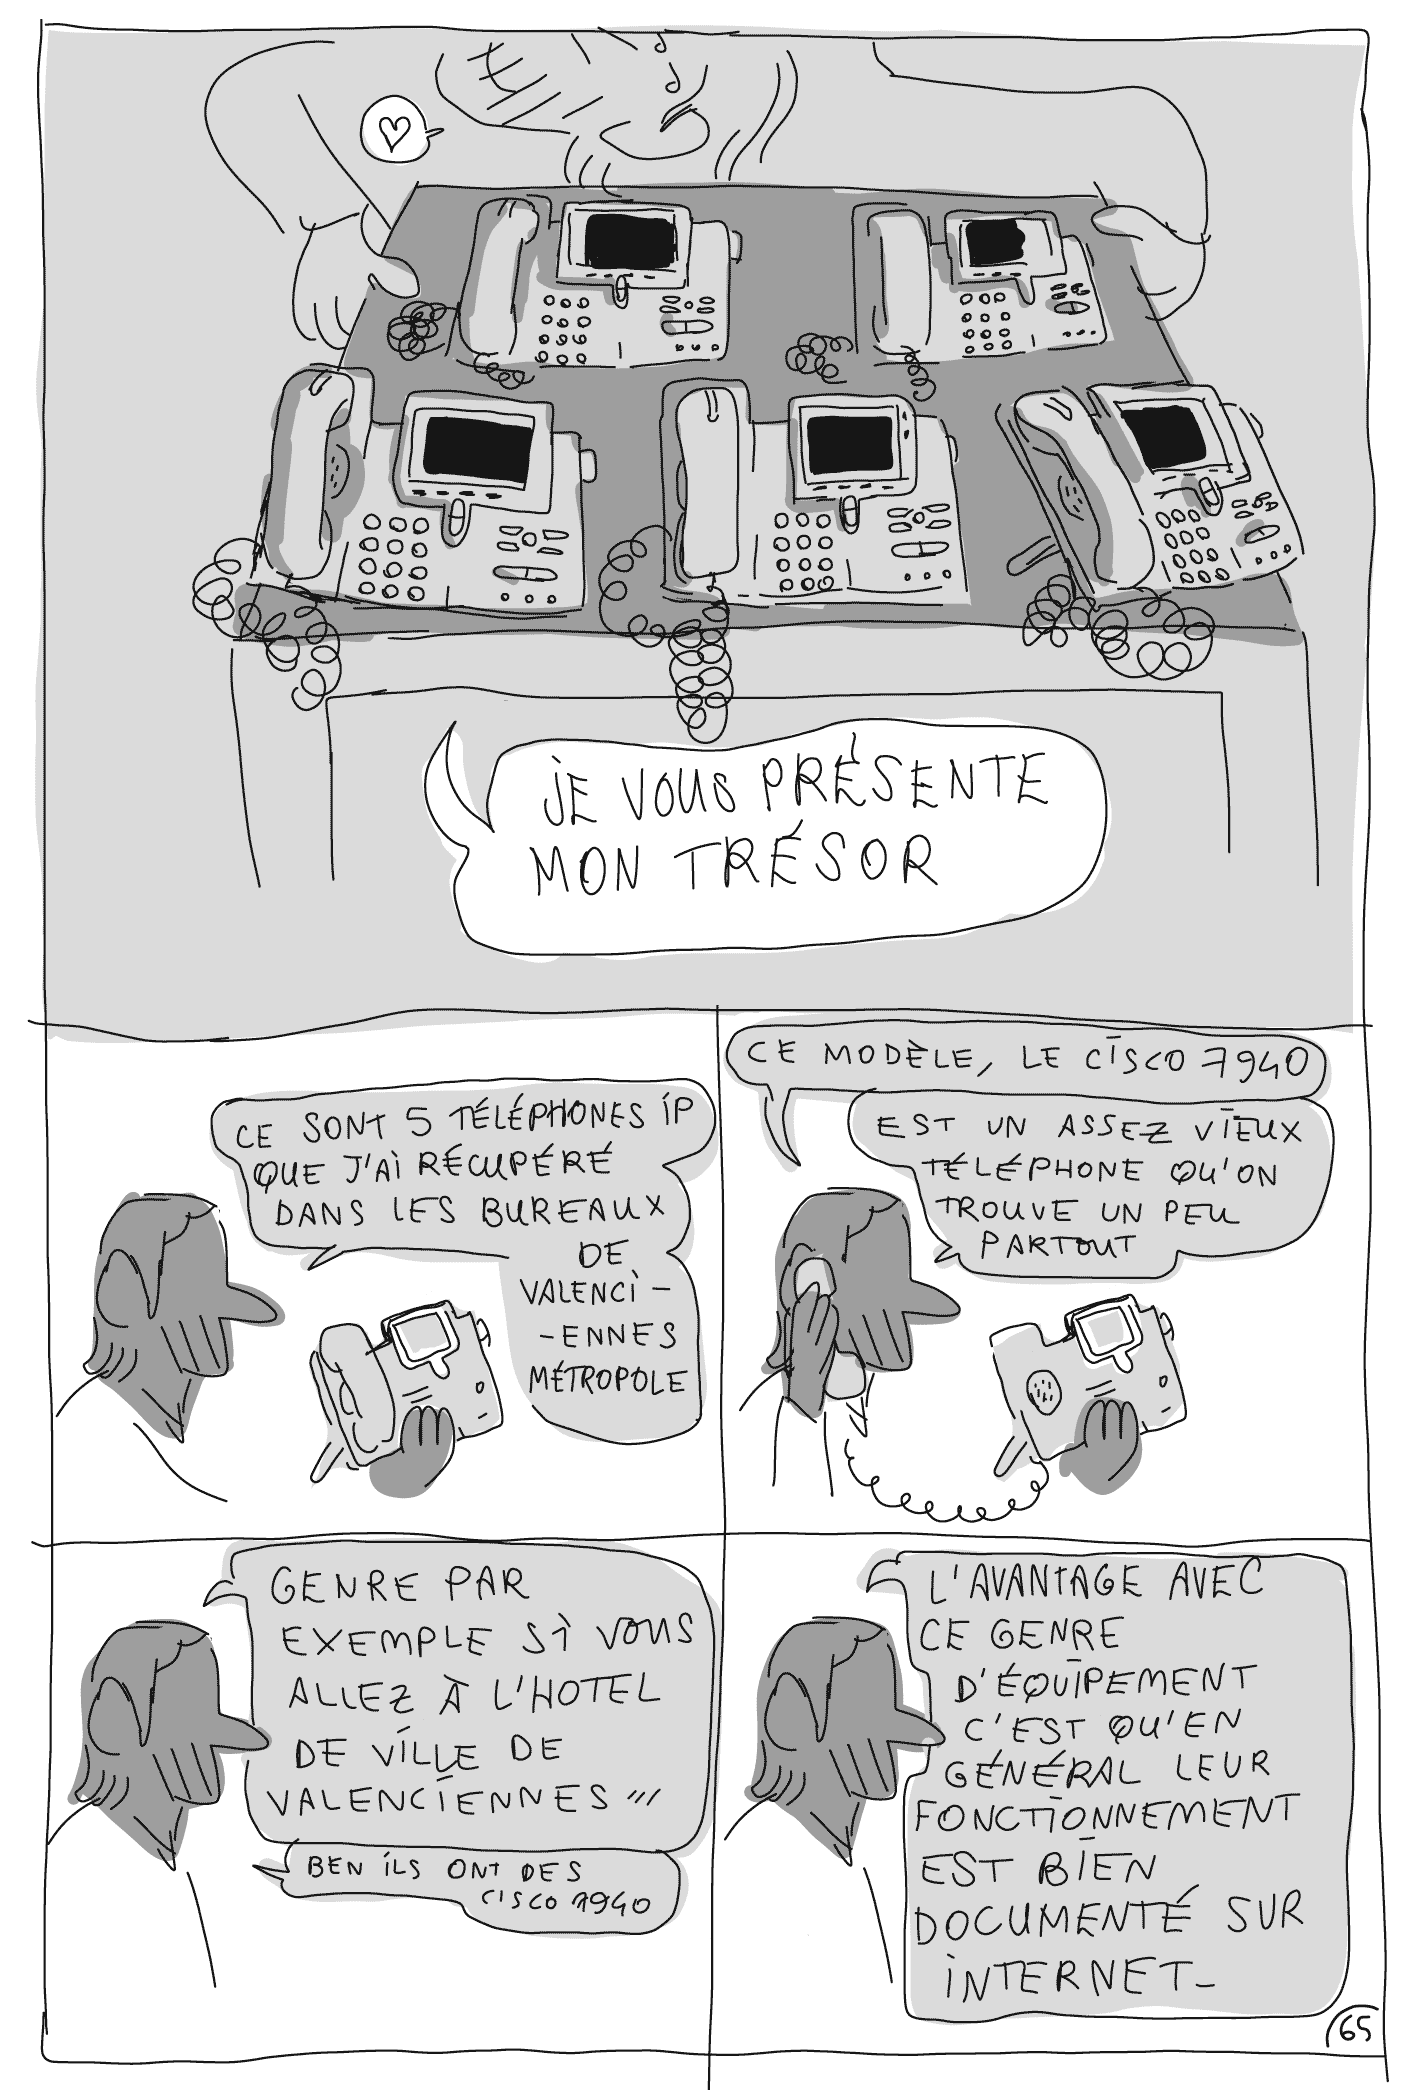 JE VOUS PRÉSENTE
MON TRÉSOR
CE SONT 5 TÉLÉPHONES IP
QUE J'AI RÉCUPÉRÉ
DANS LES BUREAUX
DE
VALENCI-
-ENNES
MÉTROPOLE
CE MODÈLE, LE CISCO 7940
EST UN ASSEZ VIEUX
TÉLÉPHONE QU'ON
TROUVE UN PEU
PARTOUT
GENRE PAR
EXEMPLE SI VOUS
ALLEZ À L'HOTEL
DE VILLE DE
VALENCIENNES...
BEN ILS ONT DES
CISCO 7940
L'AVANTAGE AVEC
CE GENRE
D'ÉQUIPEMENT
C'EST QU'EN
GÉNÉRAL LEUR
FONCTIONNEMENT
EST BIEN
DOCUMENTÉ SUR
INTERNET_
65